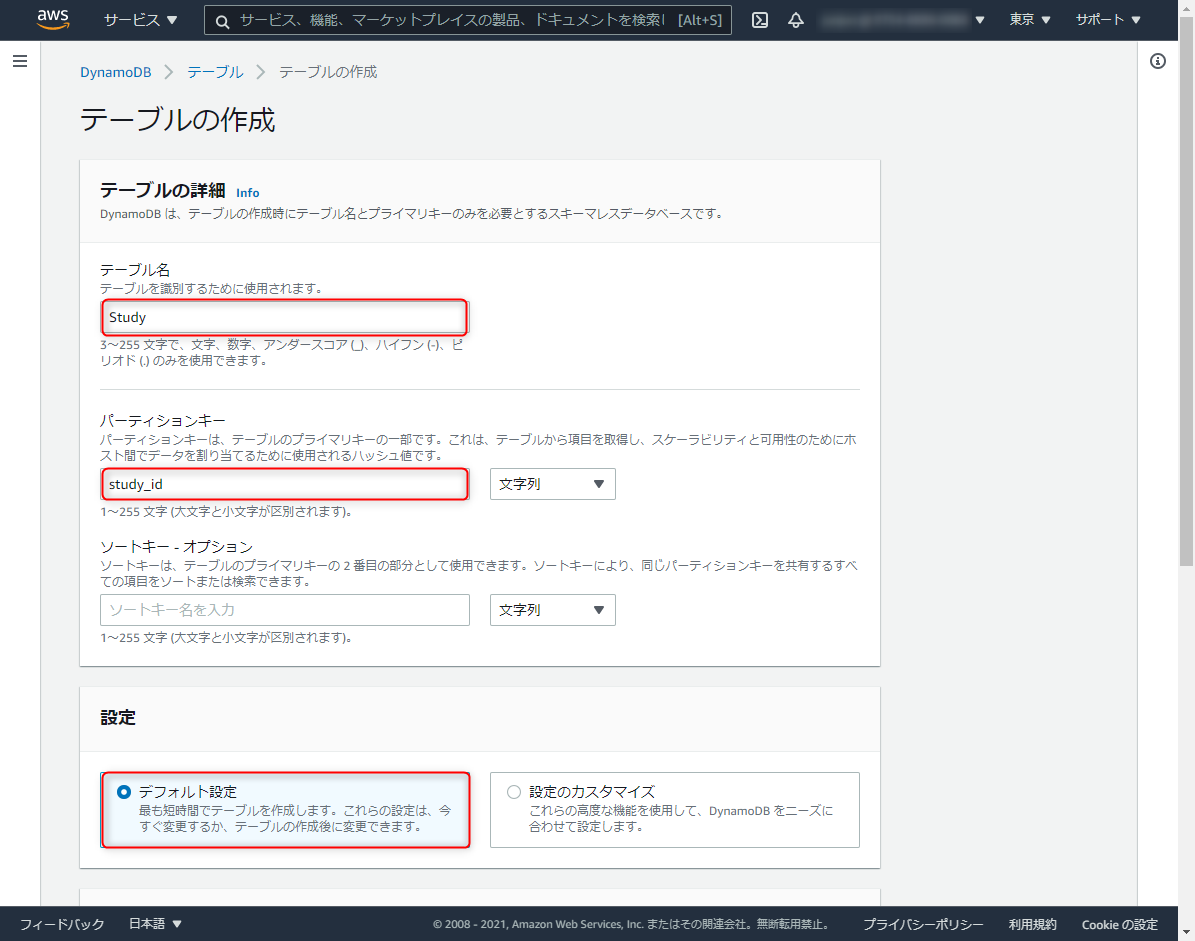 aws サービス ▼ サービス、機能、マーケットプレイスの製品、ドキュメントを検索し [Alt+S] ▼ 東京 ▼ サポート ▼
DynamoDB > テーブル > テーブルの作成
テーブルの作成
テーブルの詳細 Info
DynamoDB は、テーブルの作成時にテーブル名とプライマリキーのみを必要とするスキーマレスデータベースです。
テーブル名
テーブルを識別するために使用されます。
Study
3～255 文字で、文字、数字、アンダースコア (_)、ハイフン (-)、ピ
リオド (.) のみを使用できます。
パーティションキー
パーティションキーは、テーブルのプライマリキーの一部です。これは、テーブルから項目を取得し、スケーラビリティと可用性のためにホ
スト間でデータを割り当てるために使用されるハッシュ値です。
study_id 文字列 ▼
1～255 文字 (大文字と小文字が区別されます)。
ソートキー - オプション
ソートキーは、テーブルのプライマリキーの 2 番目の部分として使用できます。ソートキーにより、同じパーティションキーを共有するすべ
ての項目をソートまたは検索できます。
ソートキー名を入力 文字列 ▼
1～255 文字 (大文字と小文字が区別されます)。
設定
デフォルト設定
最も短時間でテーブルを作成します。これらの設定は、今
すぐ変更するか、テーブルの作成後に変更できます。
設定のカスタマイズ
これらの高度な機能を使用して、DynamoDB をニーズに
合わせて設定します。
フィードバック 日本語 ▼ © 2008 - 2021, Amazon Web Services, Inc. またはその関連会社。無断転用禁止。 プライバシーポリシー 利用規約 Cookie の設定